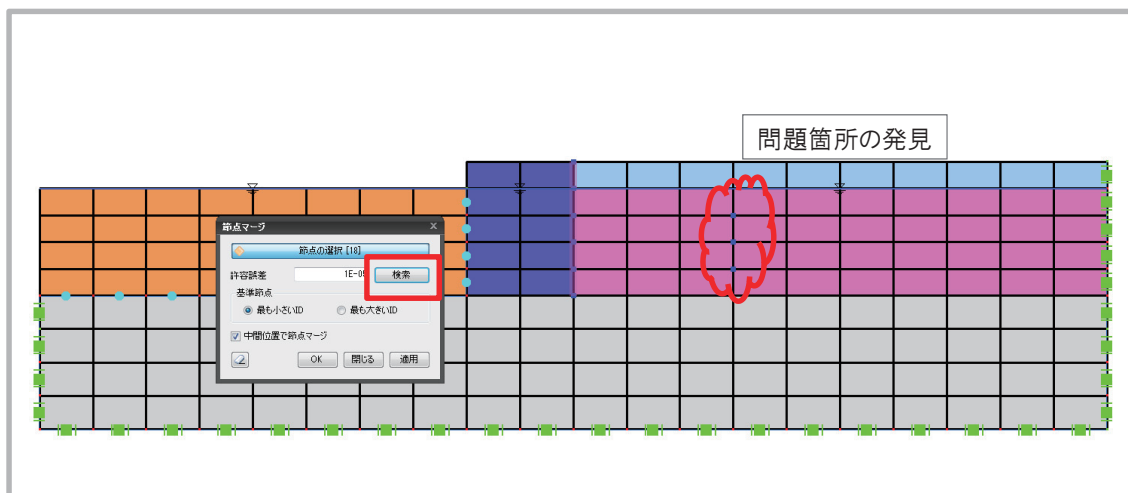 問題箇所の発見
節点マージ
節点の選択 [18]
許容誤差 1E-05 検索
基準節点
最も小さいID 最も大きいID
中間位置で節点マージ
OK 閉じる 適用